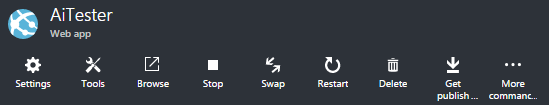 AiTester
Web app
Settings Tools Browse Stop Swap Restart Delete Get publish ... More commanc...